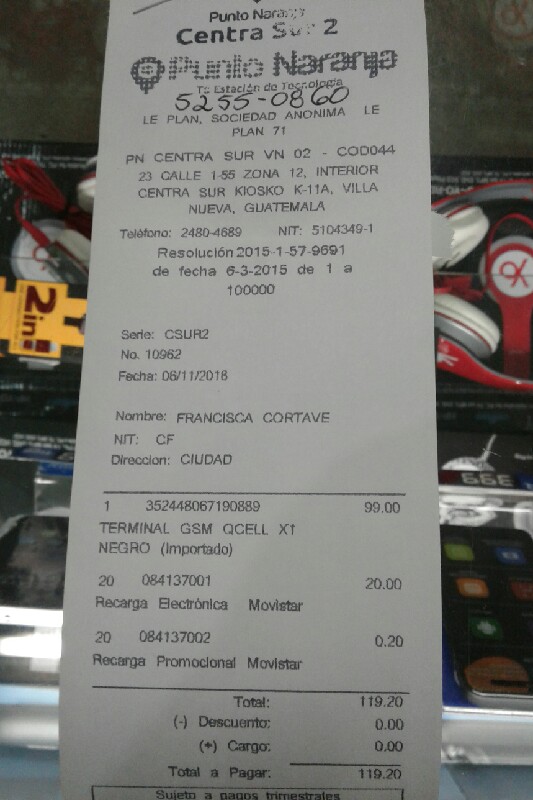 Punto Naranja
Centra Sur 2
Punto Naranja
Tu Estación de Tecnología
5255-0860
LE PLAN, SOCIEDAD ANONIMA LE
PLAN 71
PN CENTRA SUR VN 02 - COD044
23 CALLE 1-55 ZONA 12, INTERIOR
CENTRA SUR KIOSKO K-11A, VILLA
NUEVA, GUATEMALA
Teléfono: 2480-4689 NIT: 5104349-1
Resolución 2015-1-57-9691
de fecha 6-3-2015 de 1 a
100000
Serie: CSUR2
No. 10962
Fecha: 06/11/2016
Nombre: FRANCISCA CORTAVE
NIT: CF
Direccion: CIUDAD
1 352448067190889 99.00
TERMINAL GSM QCELL X1
NEGRO (Importado)
20 084137001 20.00
Recarga Electrónica Movistar
20 084137002 0.20
Recarga Promocional Movistar
Total: 119.20
(-) Descuento: 0.00
(+) Cargo: 0.00
Total a Pagar: 119.20
Sujeto a pagos trimestrales
2in
399